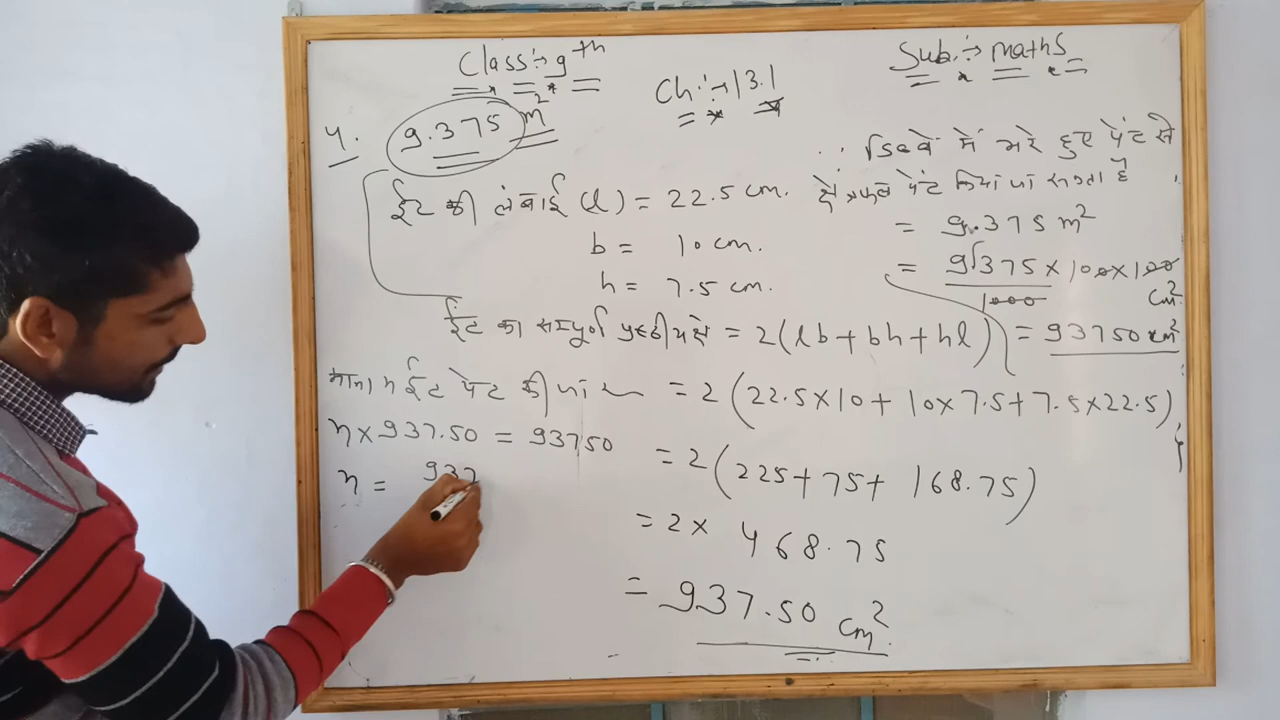 Class:- 9th
Sub.:- maths
Ch:- 13.1
4. 9.375 m²
∴ डिब्बे में भरे हुए पेंट से
क्षेत्रफल पेंट किया जा सकता है
= 9.375 m²
= 9375 × 100 × 100 cm²
1000
= 93750 cm²
ईंट की लंबाई (l) = 22.5 cm.
b = 10 cm.
h = 7.5 cm.
ईंट का सम्पूर्ण पृष्ठीय क्षे = 2(lb + bh + hl)
= 2(22.5×10 + 10×7.5 + 7.5×22.5)
= 2(225 + 75 + 168.75)
= 2 × 468.75
= 937.50 cm²
माना n ईंट पेंट की जा
n × 937.50 = 93750
n = 937